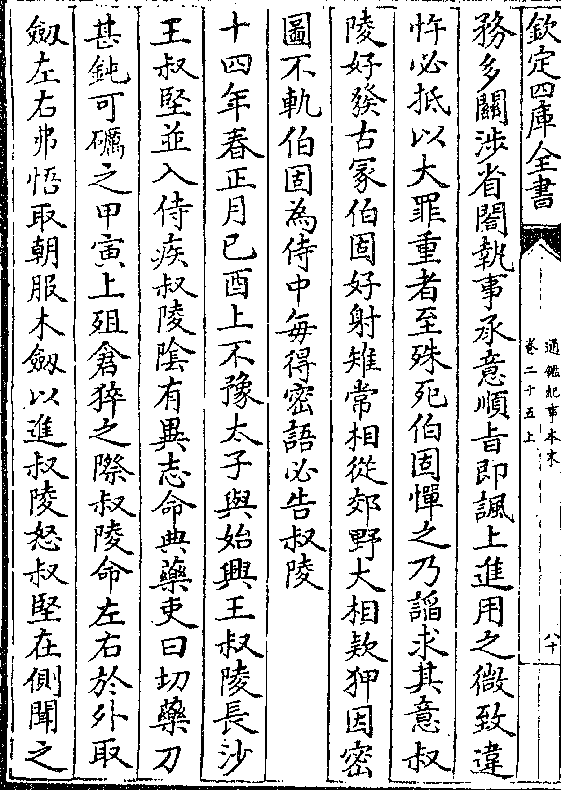 欽定四庫全書
通鑑紀事本末
卷二十五上
八十
務多關涉省閤執事承意順㫖即諷上進用之微致違
忤必抵以大罪重者至殊死伯固憚之乃諂求其意叔
陵好發古冢伯固好射雉常相從郊野大相欵狎因密
圖不軌伯固為侍中每得密語必告叔陵
十四年春正月己酉上不豫太子與始興王叔陵長沙
王叔堅並入侍疾叔陵隂有異志命典藥吏曰切藥刀
甚鈍可礪之甲寅上殂倉猝之際叔陵命左右於外取
劔左右弗悟取朝服木劔以進叔陵怒叔堅在側聞之